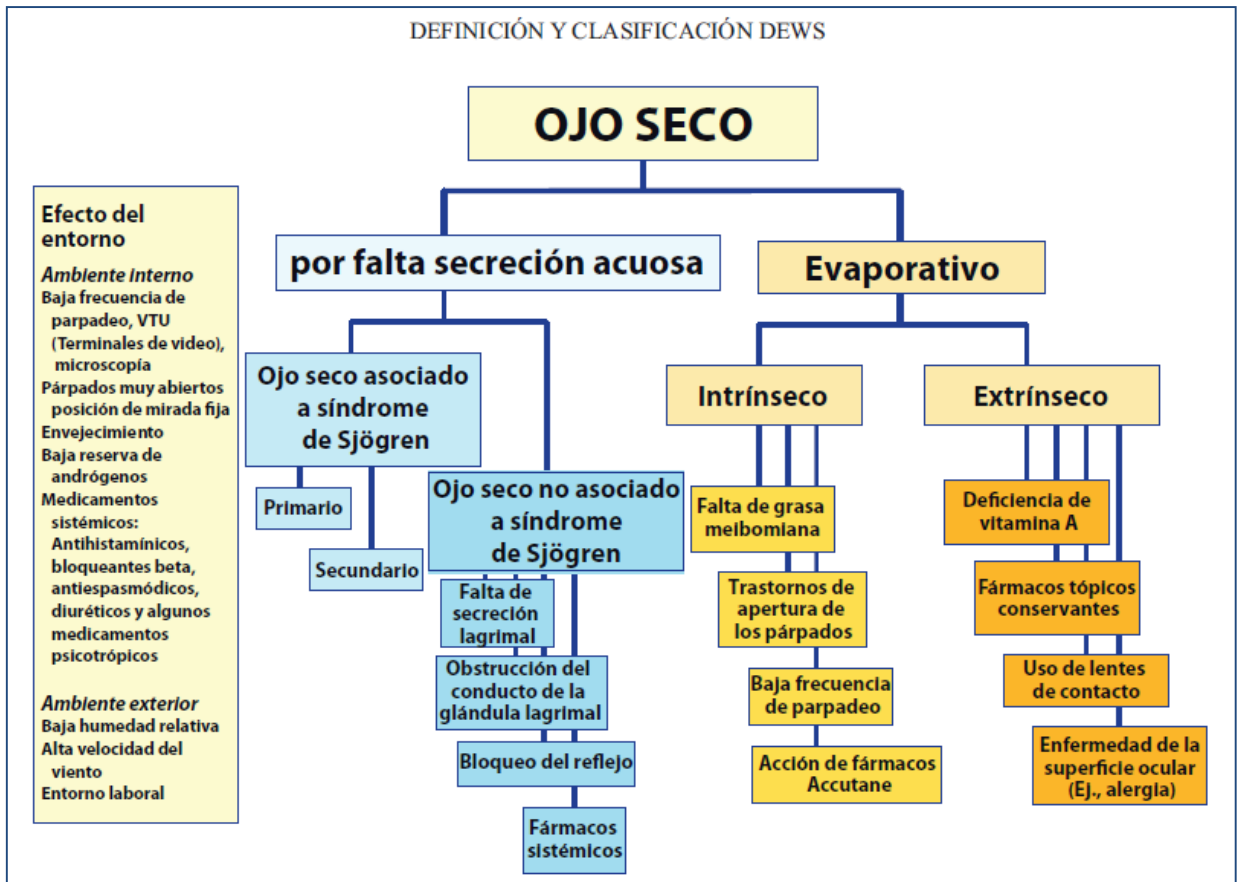 DEFINICIÓN Y CLASIFICACIÓN DEWS
OJO SECO
Efecto del
entorno
Ambiente interno
Baja frecuencia de
parpadeo, VTU
(Terminales de video),
microscopía
Párpados muy abiertos
posición de mirada fija
Envejecimiento
Baja reserva de
andrógenos
Medicamentos
sistémicos:
Antihistamínicos,
bloqueantes beta,
antiespasmódicos,
diuréticos y algunos
medicamentos
psicotrópicos
Ambiente exterior
Baja humedad relativa
Alta velocidad del
viento
Entorno laboral
por falta secreción acuosa
Ojo seco asociado
a síndrome
de Sjögren
Primario
Secundario
Ojo seco no asociado
a síndrome
de Sjögren
Falta de
secreción
lagrimal
Obstrucción del
conducto de la
glándula lagrimal
Bloqueo del reflejo
Fármacos
sistémicos
Evaporativo
Intrínseco
Falta de grasa
meibomiana
Trastornos de
apertura de
los párpados
Baja frecuencia
de parpadeo
Acción de fármacos
Accutane
Extrínseco
Deficiencia de
vitamina A
Fármacos tópicos
conservantes
Uso de lentes
de contacto
Enfermedad de la
superficie ocular
(Ej., alergia)